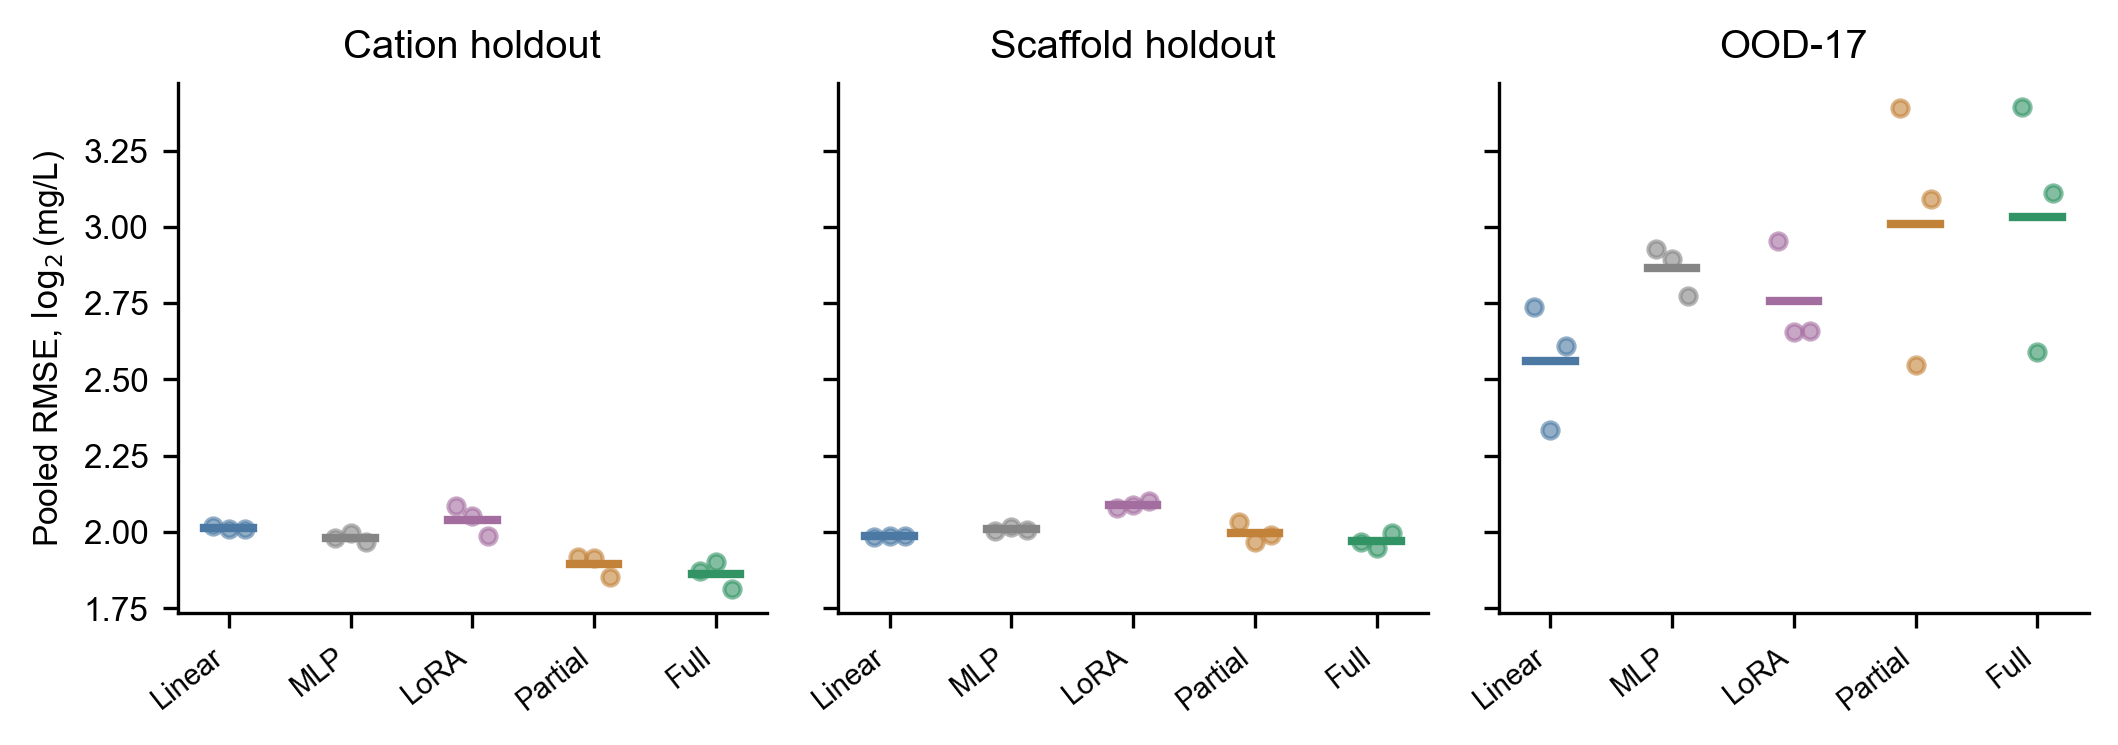 Cation holdout
Scaffold holdout
OOD-17
Pooled RMSE, log₂ (mg/L)
3.25
3.00
2.75
2.50
2.25
2.00
1.75
Linear
MLP
LoRA
Partial
Full
Linear
MLP
LoRA
Partial
Full
Linear
MLP
LoRA
Partial
Full